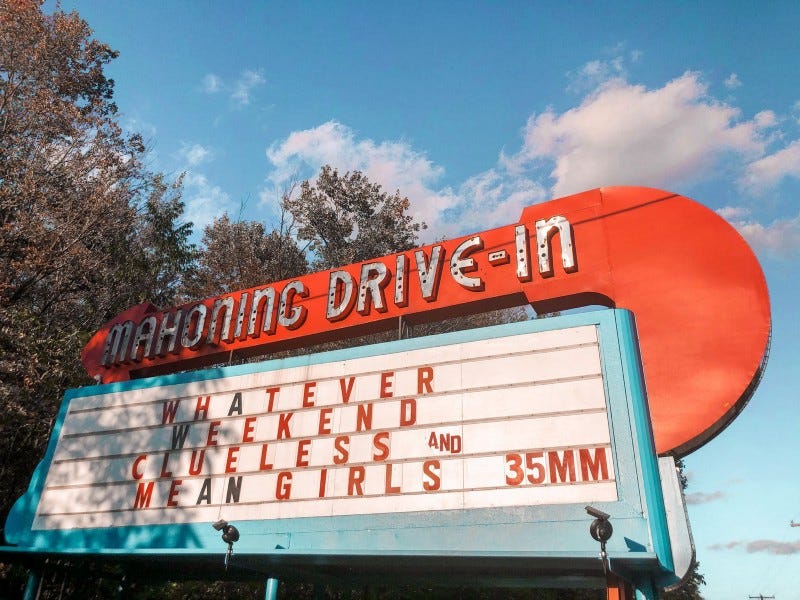 MAHONING DRIVE-IN
WHATEVER
WEEKEND
CLUELESS AND
MEAN GIRLS 35MM